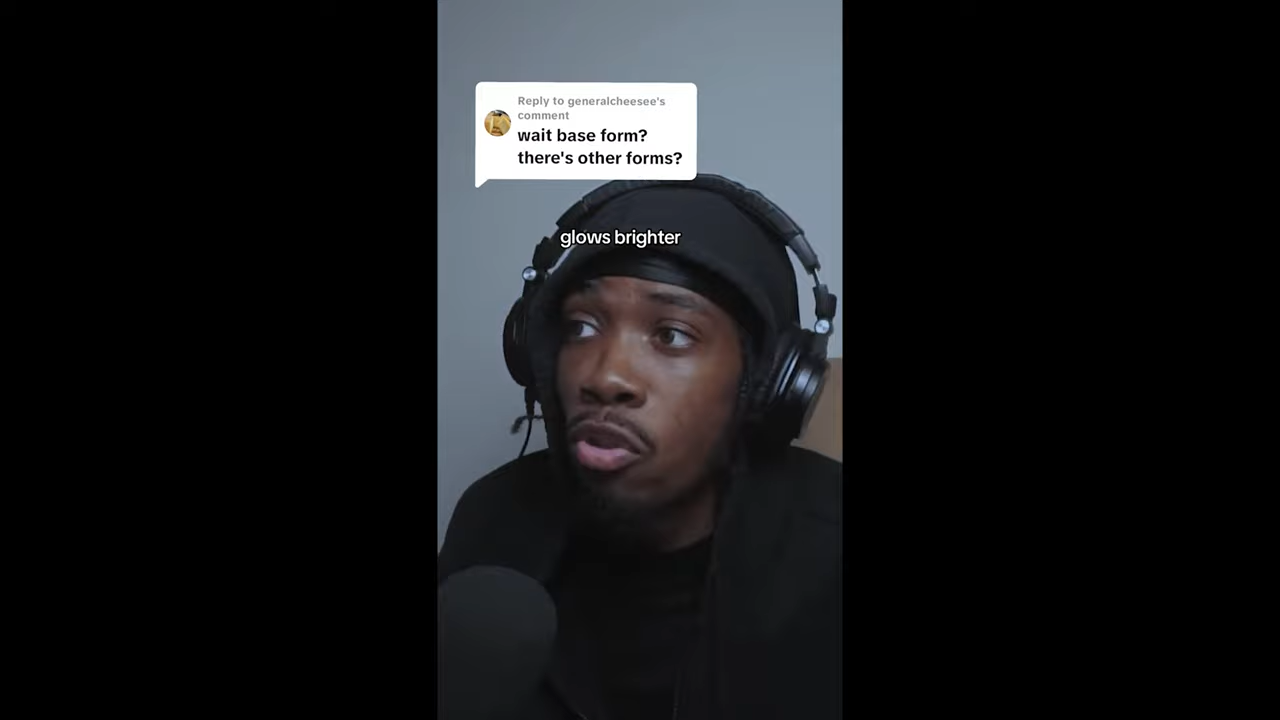 Reply to generalcheesee's
comment
wait base form?
there's other forms?
glows brighter